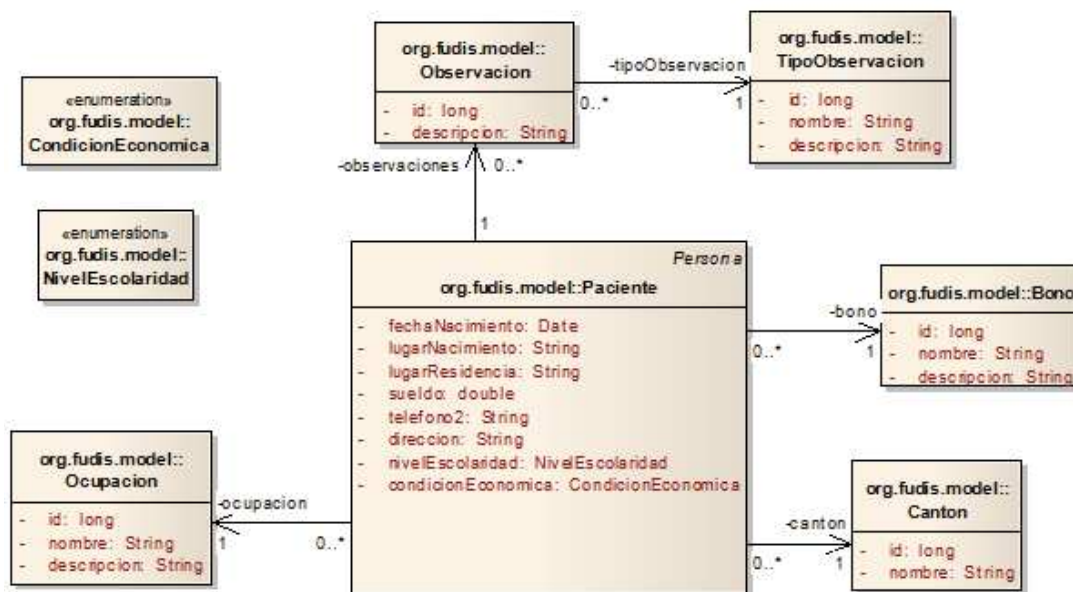 org.fudis.model::
Observacion
- id: long
- descripcion: String
-tipoObservacion
0..*
1
org.fudis.model::
TipoObservacion
- id: long
- nombre: String
- descripcion: String
«enumeration»
org.fudis.model::
CondicionEconomica
-observaciones
0..*
1
«enumeration»
org.fudis.model::
NivelEscolaridad
Persona
org.fudis.model::Paciente
- fechaNacimiento: Date
- lugarNacimiento: String
- lugarResidencia: String
- sueldo: double
- telefono2: String
- direccion: String
- nivelEscolaridad: NivelEscolaridad
- condicionEconomica: CondicionEconomica
-bono
0..*
1
org.fudis.model::Bono
- id: long
- nombre: String
- descripcion: String
org.fudis.model::
Ocupacion
- id: long
- nombre: String
- descripcion: String
-ocupacion
1
0..*
-canton
0..*
1
org.fudis.model::
Canton
- id: long
- nombre: String